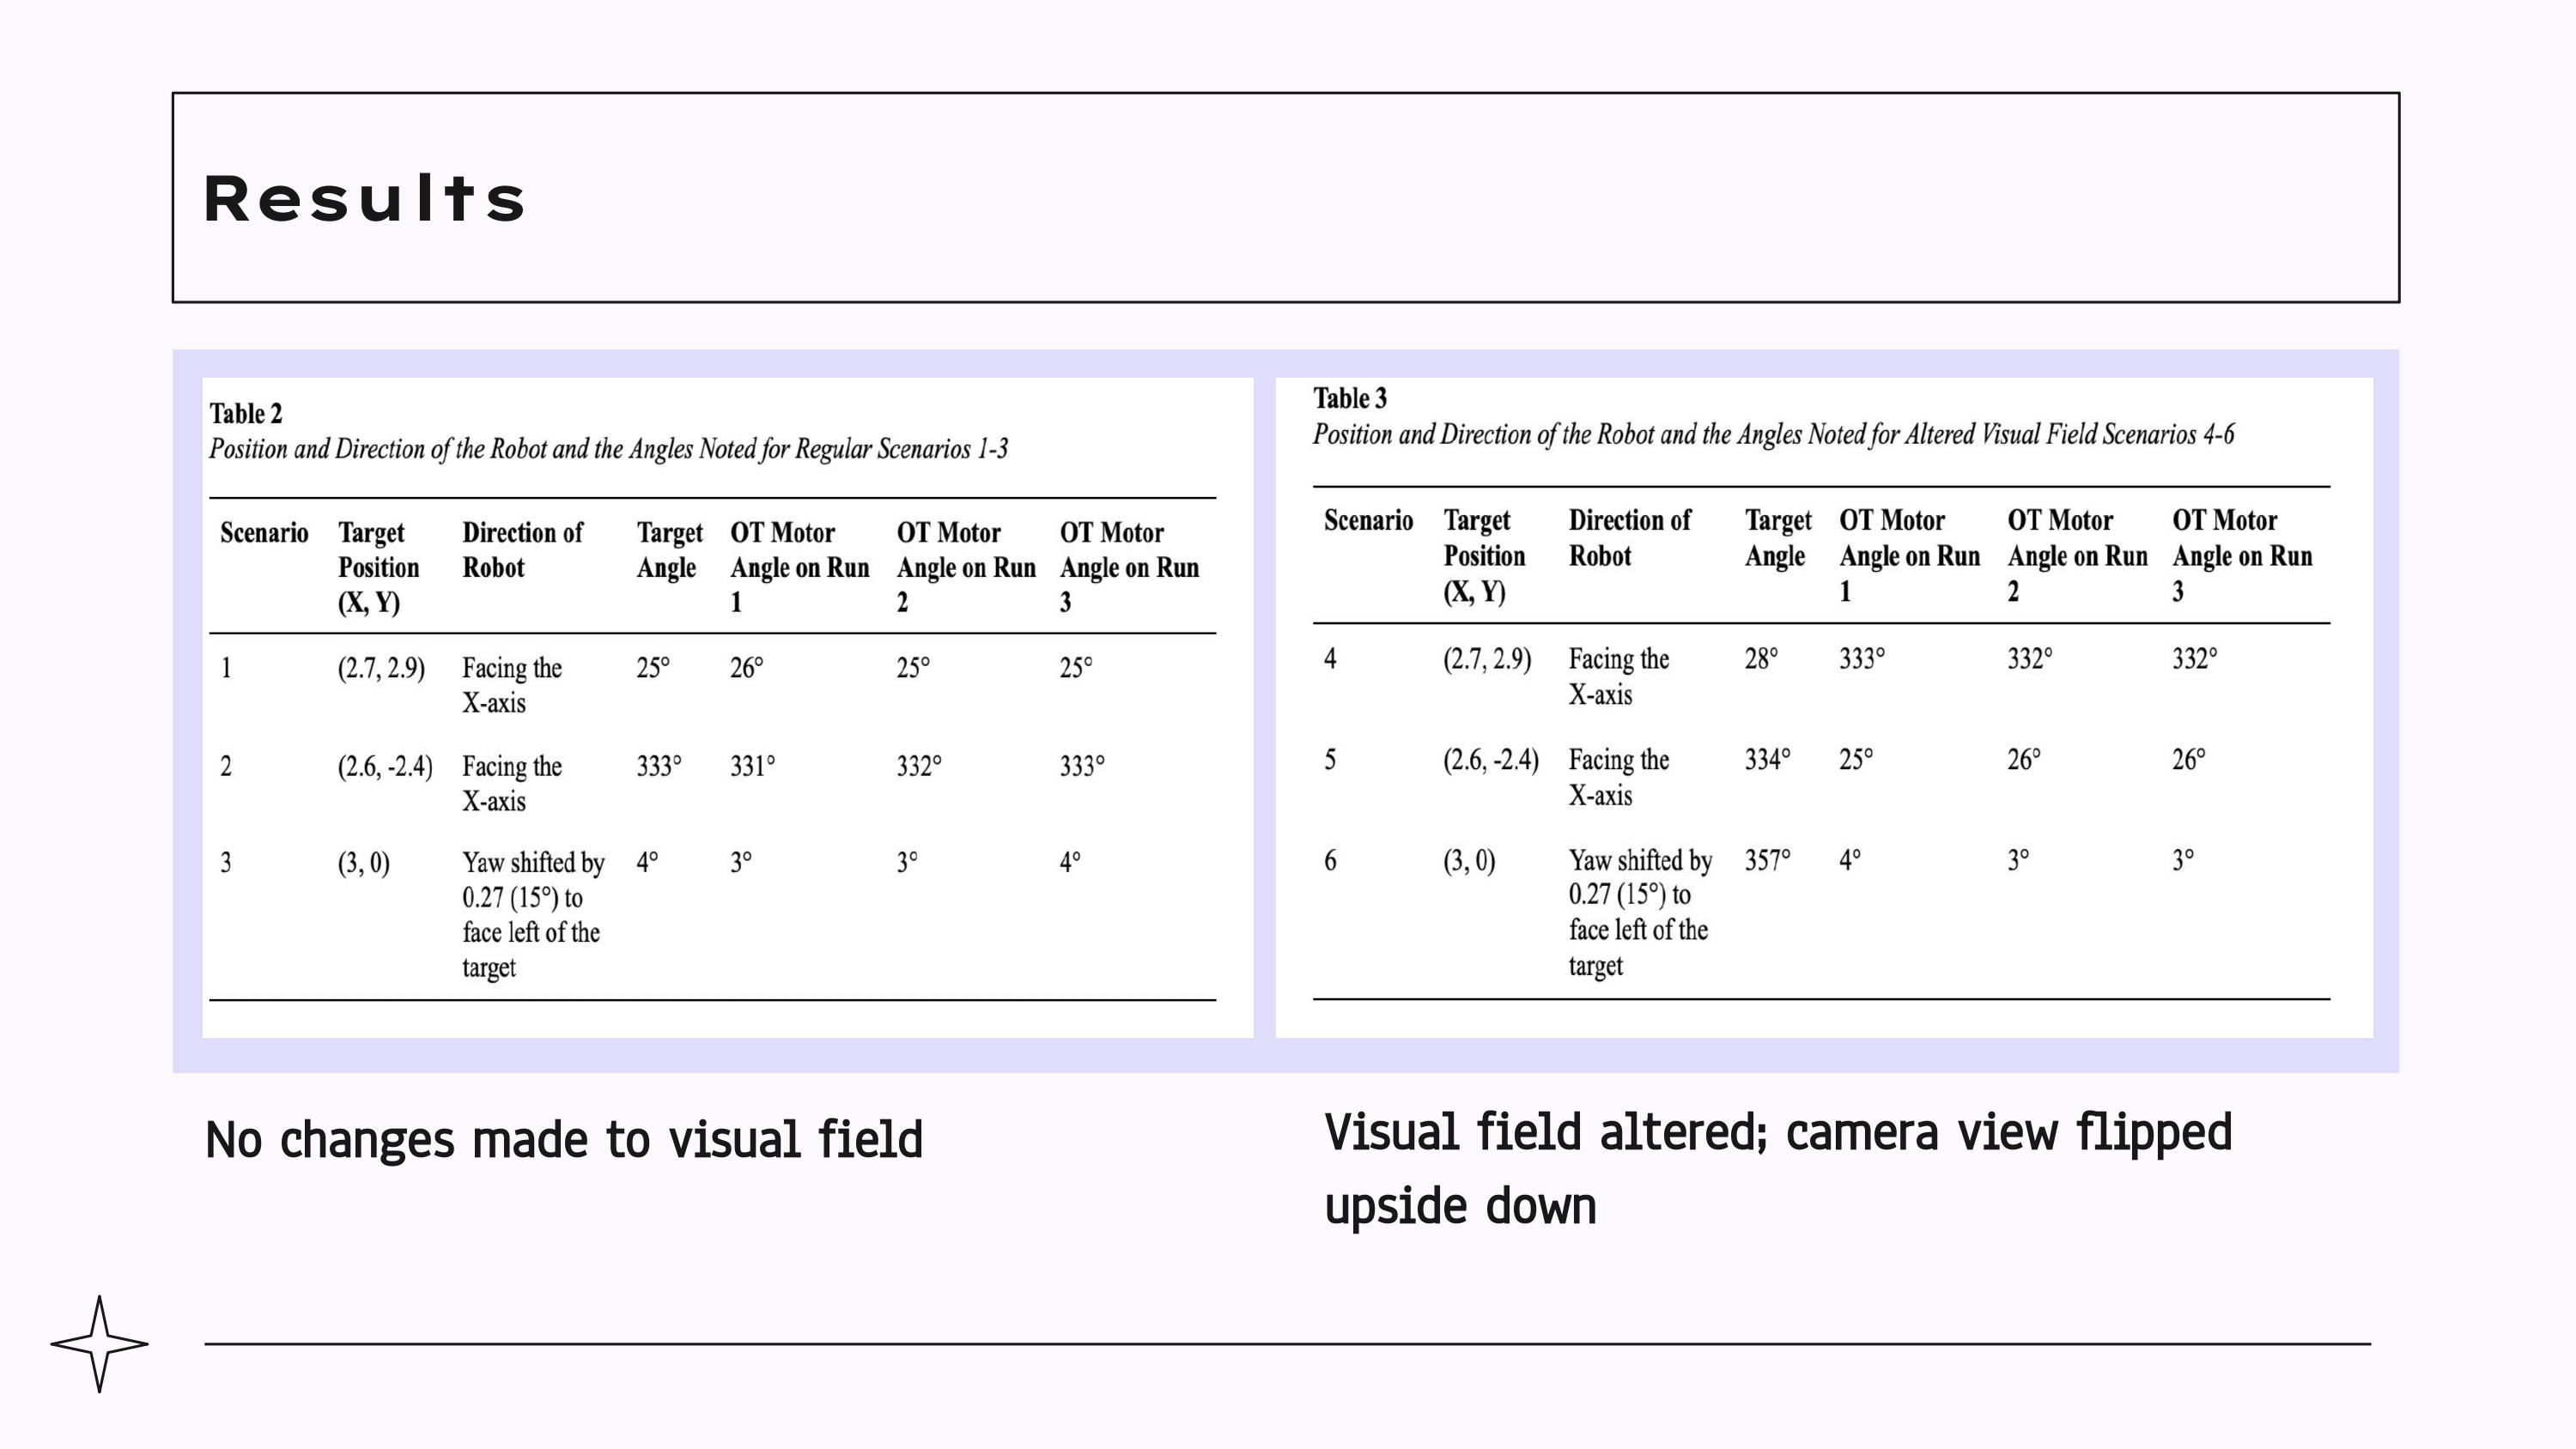 Results
Table 2
Position and Direction of the Robot and the Angles Noted for Regular Scenarios 1-3
Scenario Target Direction of Target OT Motor OT Motor OT Motor
Position Robot Angle Angle on Run Angle on Run Angle on Run
(X, Y) 1 2 3
1 (2.7, 2.9) Facing the 25° 26° 25° 25°
X-axis
2 (2.6, -2.4) Facing the 333° 331° 332° 333°
X-axis
3 (3, 0) Yaw shifted by 4° 3° 3° 4°
0.27 (15°) to
face left of the
target
Table 3
Position and Direction of the Robot and the Angles Noted for Altered Visual Field Scenarios 4-6
Scenario Target Direction of Target OT Motor OT Motor OT Motor
Position Robot Angle Angle on Run Angle on Run Angle on Run
(X, Y) 1 2 3
4 (2.7, 2.9) Facing the 28° 333° 332° 332°
X-axis
5 (2.6, -2.4) Facing the 334° 25° 26° 26°
X-axis
6 (3, 0) Yaw shifted by 357° 4° 3° 3°
0.27 (15°) to
face left of the
target
No changes made to visual field
Visual field altered; camera view flipped
upside down